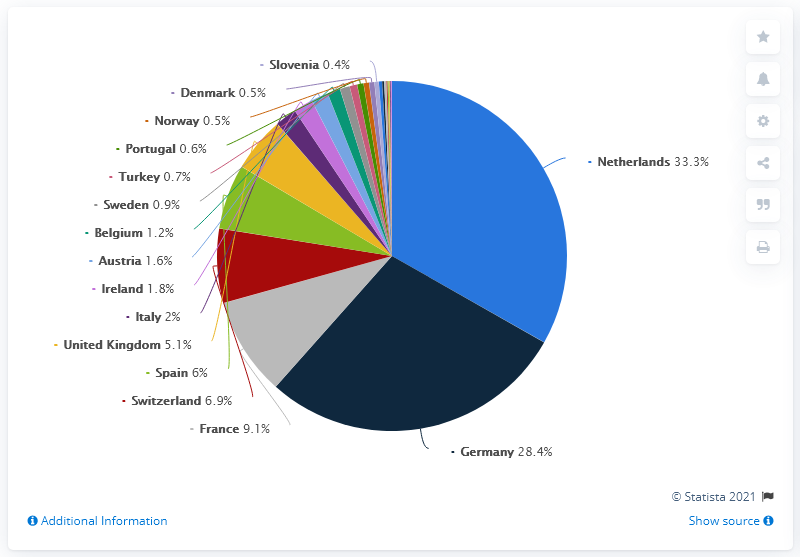 Slovenia 0.4%
Denmark 0.5%
Norway 0.5%
Portugal 0.6%
Turkey 0.7%
Sweden 0.9%
Belgium 1.2%
Austria 1.6%
Ireland 1.8%
Italy 2%
United Kingdom 5.1%
Spain 6%
Switzerland 6.9%
France 9.1%
Netherlands 33.3%
Germany 28.4%
© Statista 2021
Additional Information
Show source